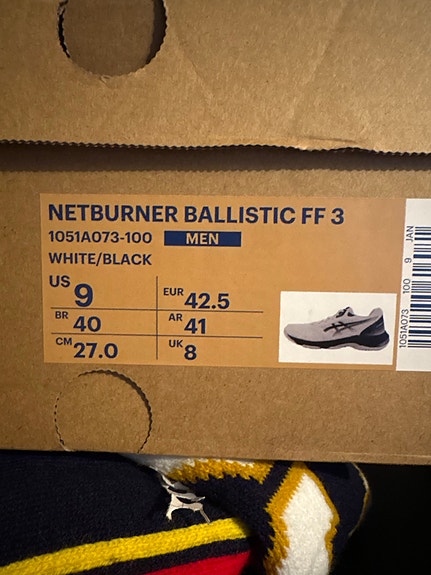 NETBURNER BALLISTIC FF 3
1051A073-100 MEN
WHITE/BLACK
US 9
EUR 42.5
BR 40
AR 41
CM 27.0
UK 8
1051A073 100 9 JAN